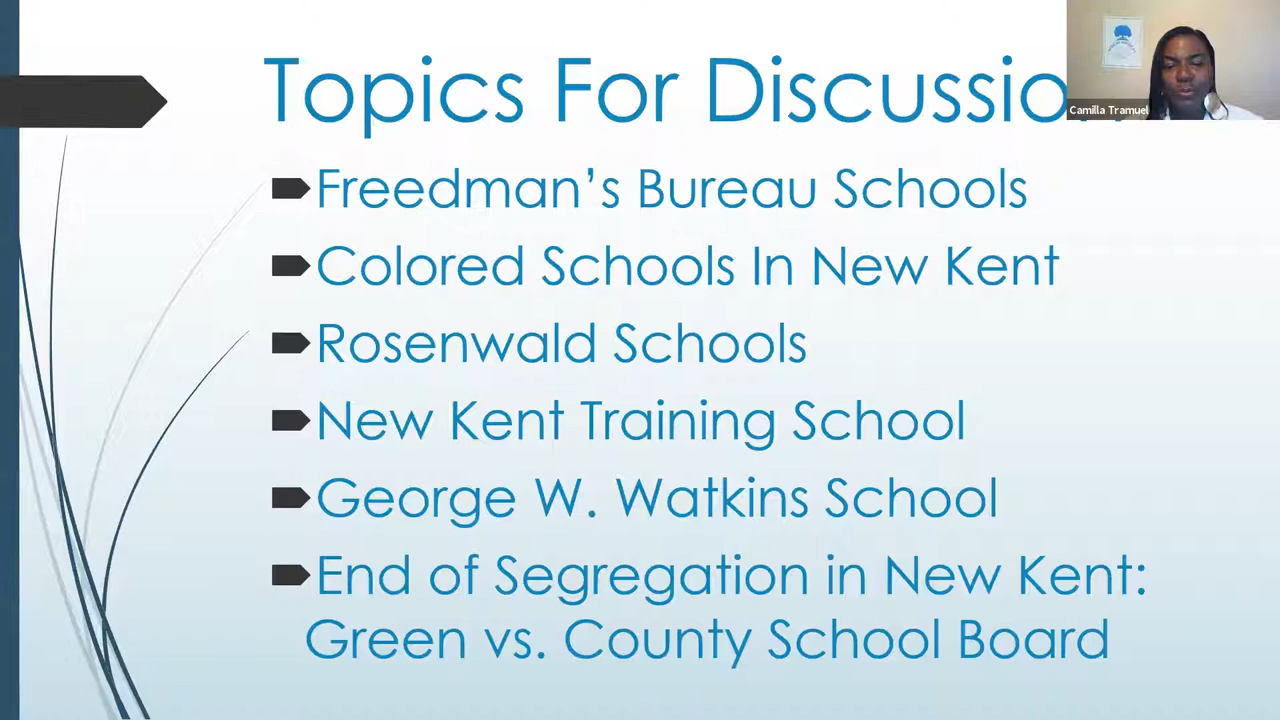 Topics For Discussion
Camilla Tramuel
Freedman’s Bureau Schools
Colored Schools In New Kent
Rosenwald Schools
New Kent Training School
George W. Watkins School
End of Segregation in New Kent:
Green vs. County School Board